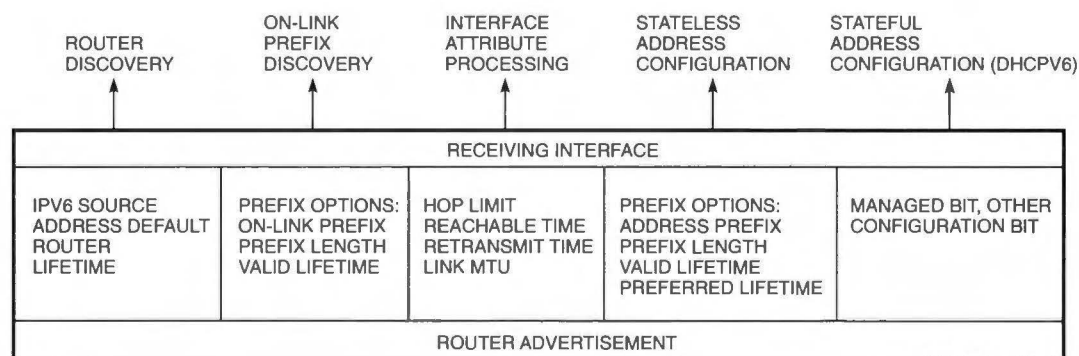 ROUTER
DISCOVERY
ON-LINK
PREFIX
DISCOVERY
INTERFACE
ATTRIBUTE
PROCESSING
STATELESS
ADDRESS
CONFIGURATION
STATEFUL
ADDRESS
CONFIGURATION (DHCPV6)
RECEIVING INTERFACE
IPV6 SOURCE
ADDRESS DEFAULT
ROUTER
LIFETIME
PREFIX OPTIONS:
ON-LINK PREFIX
PREFIX LENGTH
VALID LIFETIME
HOP LIMIT
REACHABLE TIME
RETRANSMIT TIME
LINK MTU
PREFIX OPTIONS:
ADDRESS PREFIX
PREFIX LENGTH
VALID LIFETIME
PREFERRED LIFETIME
MANAGED BIT, OTHER
CONFIGURATION BIT
ROUTER ADVERTISEMENT